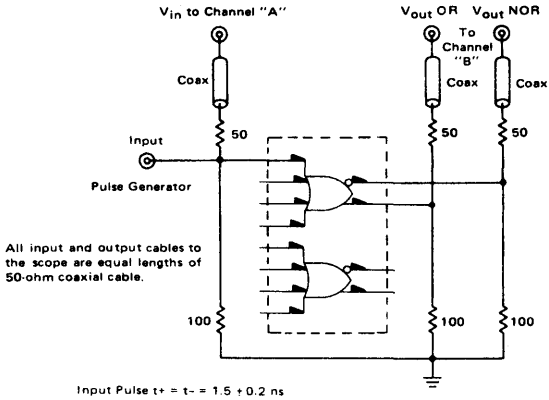 Vin to Channel "A"
Vout OR Vout NOR
To
Channel
"B"
Coax
Coax
Coax
50
50
50
Input
Pulse Generator
All input and output cables to
the scope are equal lengths of
50-ohm coaxial cable.
100
100
100
Input Pulse t+ = t- = 1.5 ± 0.2 ns